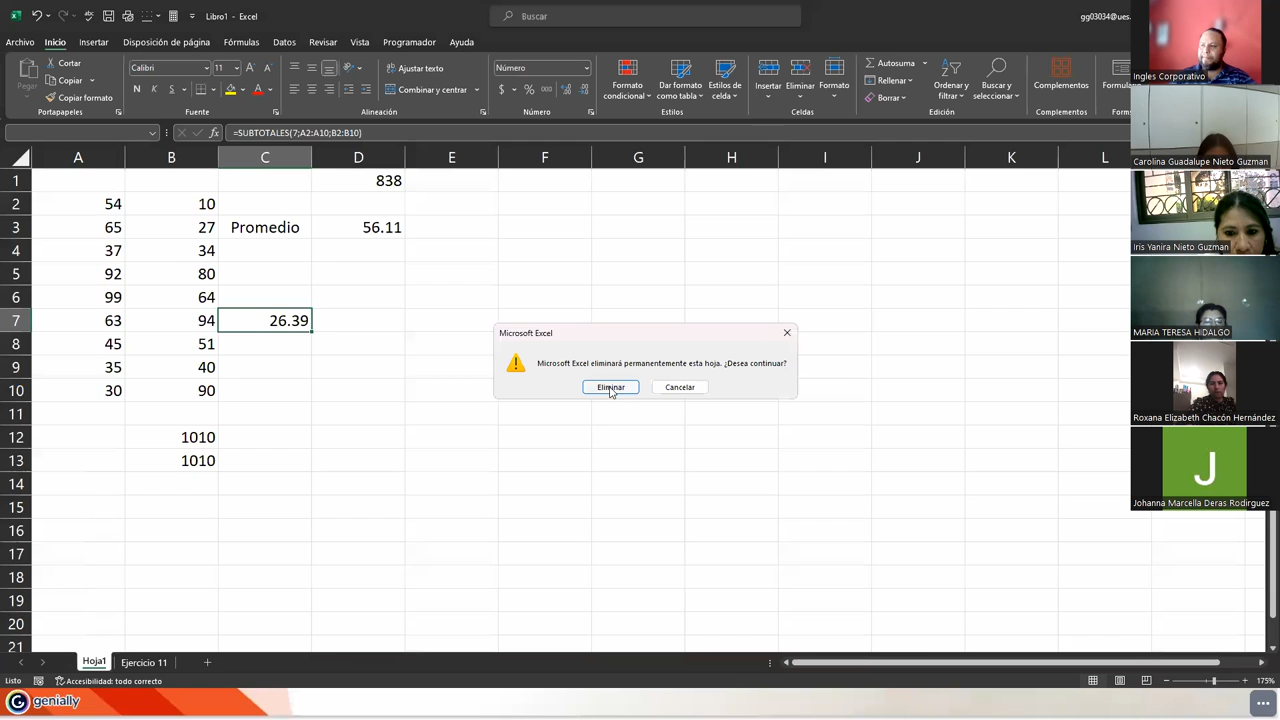 Libro1 - Excel
Buscar
gg03034@ues.
Archivo Inicio Insertar Disposición de página Fórmulas Datos Revisar Vista Programador Ayuda
Pegar
Cortar
Copiar
Copiar formato
Portapapeles
Calibri 11
N K S
Fuente
Ajustar texto
Combinar y centrar
Alineación
Número
$ % 000
Número
Formato condicional
Dar formato como tabla
Estilos de celda
Estilos
Insertar
Eliminar
Formato
Celdas
Autosuma
Rellenar
Borrar
Ordenar y filtrar
Buscar y seleccionar
Edición
Complementos
Complementos
=SUBTOTALES(7;A2:A10;B2:B10)
A B C D E F G H I J K L
1 838
2 54 10
3 65 27 Promedio 56.11
4 37 34
5 92 80
6 99 64
7 63 94 26.39
8 45 51
9 35 40
10 30 90
11
12 1010
13 1010
14
15
16
17
18
19
20
21
Microsoft Excel
Microsoft Excel eliminará permanentemente esta hoja. ¿Desea continuar?
Eliminar
Cancelar
Ingles Corporativo
Carolina Guadalupe Nieto Guzman
Iris Yanira Nieto Guzman
MARIA TERESA HIDALGO
Roxana Elizabeth Chacón Hernández
J
Johanna Marcella Deras Rodirguez
Hoja1
Ejercicio 11
Listo
Accesibilidad: todo correcto
175%
genially